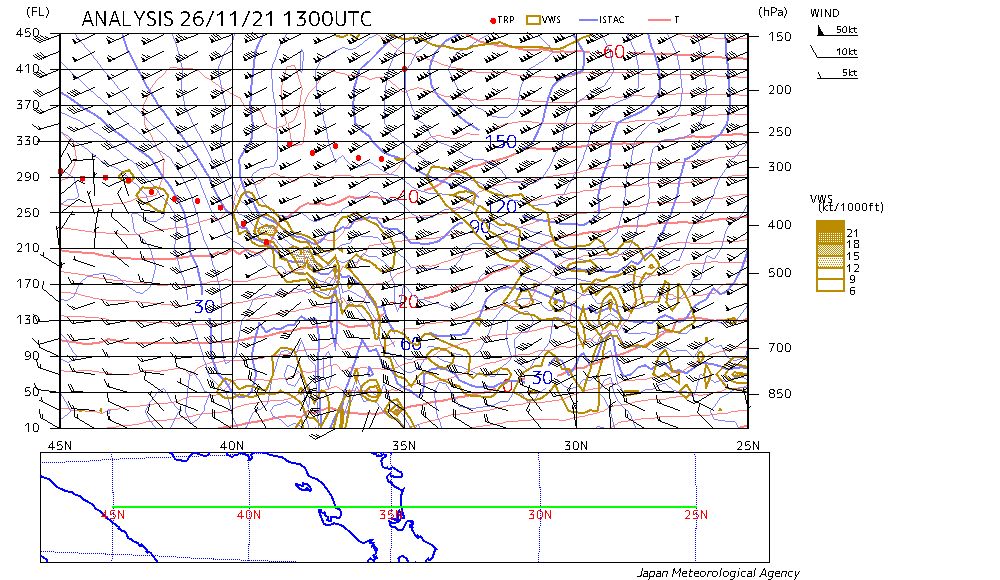 (FL) ANALYSIS 26/11/21 1300UTC TRP VWS ISTAC T (hPa) WIND
450 150 50kt
410 10kt
5kt
-60
200
370
250
330 150
300
290
-40
120 VWS
(kt/1000ft)
250
90 400
21
210 18
15
500 12
170 9
6
30 -20
130
60 700
90
30
50 850
10
45N 40N 35N 30N 25N
45N 40N 35N 30N 25N
Japan Meteorological Agency